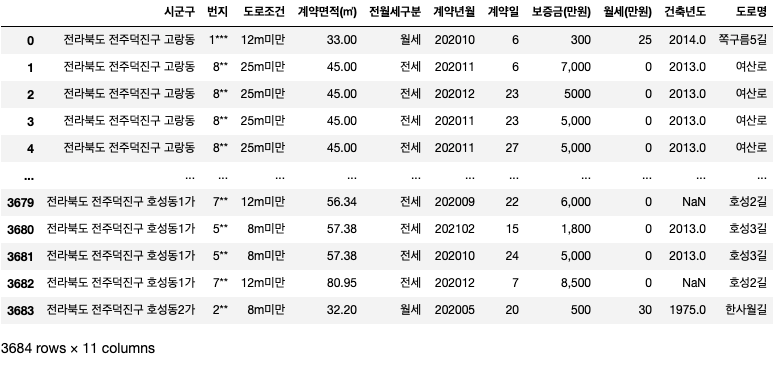 시군구 번지 도로조건 계약면적(㎡) 전월세구분 계약년월 계약일 보증금(만원) 월세(만원) 건축년도 도로명
0 전라북도 전주덕진구 고랑동 1*** 12m미만 33.00 월세 202010 6 300 25 2014.0 쪽구름5길
1 전라북도 전주덕진구 고랑동 8** 25m미만 45.00 전세 202011 6 7,000 0 2013.0 여산로
2 전라북도 전주덕진구 고랑동 8** 25m미만 45.00 전세 202012 23 5000 0 2013.0 여산로
3 전라북도 전주덕진구 고랑동 8** 25m미만 45.00 전세 202011 23 5,000 0 2013.0 여산로
4 전라북도 전주덕진구 고랑동 8** 25m미만 45.00 전세 202011 27 5,000 0 2013.0 여산로
... ... ... ... ... ... ... ... ... ... ... ...
3679 전라북도 전주덕진구 호성동1가 7** 12m미만 56.34 전세 202009 22 6,000 0 NaN 호성2길
3680 전라북도 전주덕진구 호성동1가 5** 8m미만 57.38 전세 202102 15 1,800 0 2013.0 호성3길
3681 전라북도 전주덕진구 호성동1가 5** 8m미만 57.38 전세 202010 24 5,000 0 2013.0 호성3길
3682 전라북도 전주덕진구 호성동1가 7** 12m미만 80.95 전세 202012 7 8,500 0 NaN 호성2길
3683 전라북도 전주덕진구 호성동2가 2** 8m미만 32.20 월세 202005 20 500 30 1975.0 한사월길
3684 rows × 11 columns